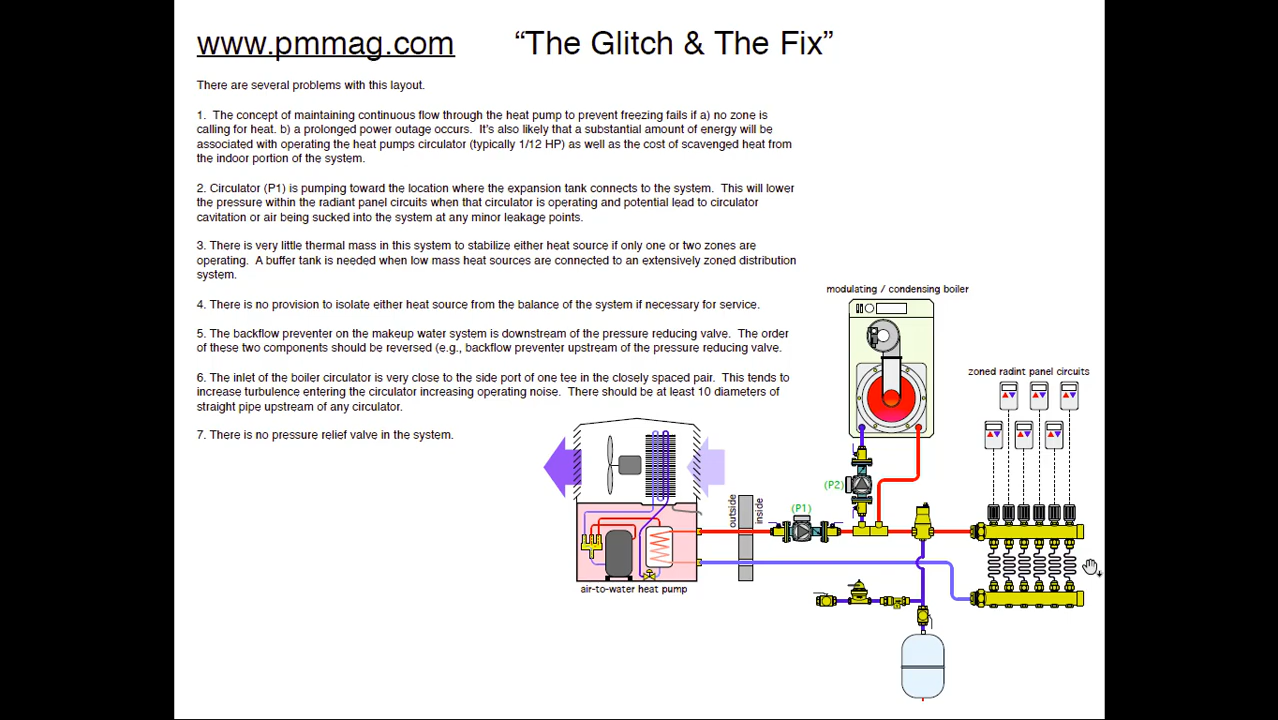 www.pmmag.com “The Glitch & The Fix”
There are several problems with this layout.
1. The concept of maintaining continuous flow through the heat pump to prevent freezing fails if a) no zone is
calling for heat. b) a prolonged power outage occurs. It's also likely that a substantial amount of energy will be
associated with operating the heat pumps circulator (typically 1/12 HP) as well as the cost of scavenged heat from
the indoor portion of the system.
2. Circulator (P1) is pumping toward the location where the expansion tank connects to the system. This will lower
the pressure within the radiant panel circuits when that circulator is operating and potential lead to circulator
cavitation or air being sucked into the system at any minor leakage points.
3. There is very little thermal mass in this system to stabilize either heat source if only one or two zones are
operating. A buffer tank is needed when low mass heat sources are connected to an extensively zoned distribution
system.
4. There is no provision to isolate either heat source from the balance of the system if necessary for service.
5. The backflow preventer on the makeup water system is downstream of the pressure reducing valve. The order
of these two components should be reversed (e.g., backflow preventer upstream of the pressure reducing valve.
6. The inlet of the boiler circulator is very close to the side port of one tee in the closely spaced pair. This tends to
increase turbulence entering the circulator increasing operating noise. There should be at least 10 diameters of
straight pipe upstream of any circulator.
7. There is no pressure relief valve in the system.
modulating / condensing boiler
zoned radint panel circuits
(P2)
outside
inside
(P1)
air-to-water heat pump